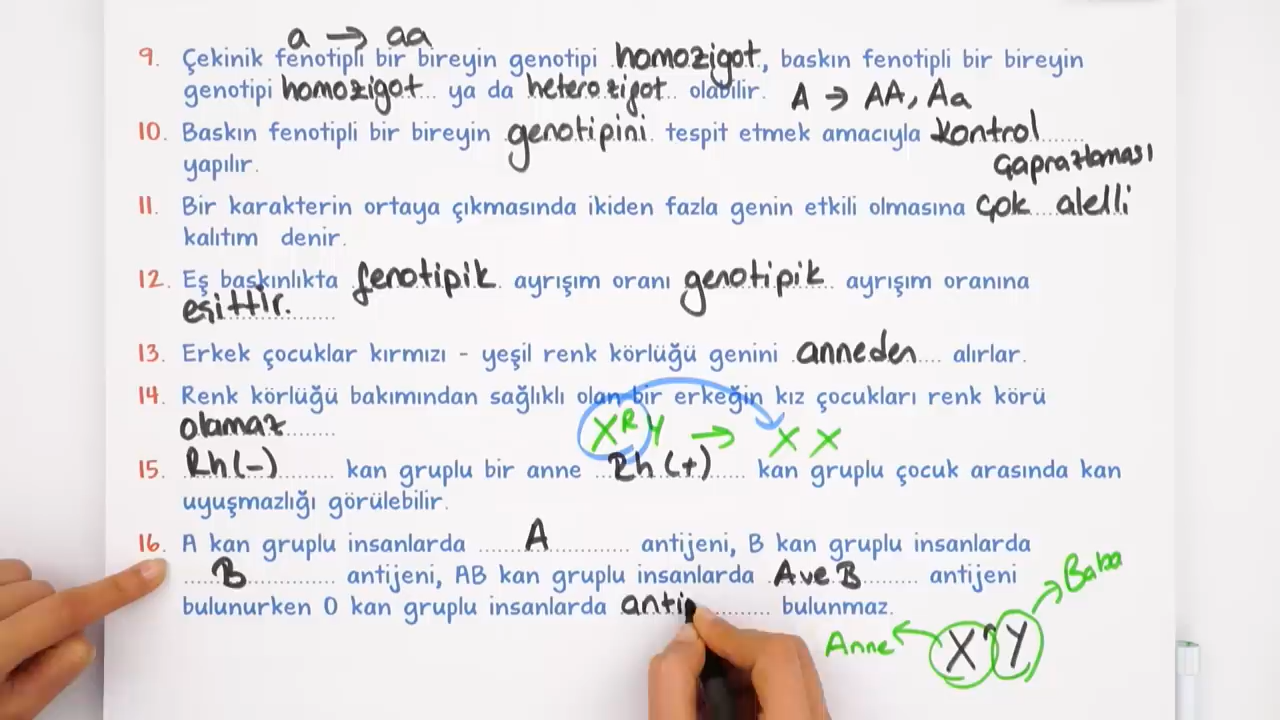 a → aa
9. Çekinik fenotipli bir bireyin genotipi homozigot, baskın fenotipli bir bireyin
genotipi homozigot ya da heterozigot olabilir. A → AA, Aa
10. Baskın fenotipli bir bireyin genotipini tespit etmek amacıyla kontrol
çaprazlaması
yapılır.
11. Bir karakterin ortaya çıkmasında ikiden fazla genin etkili olmasına çok alelli
kalıtım denir.
12. Eş baskınlıkta fenotipik ayrışım oranı genotipik ayrışım oranına
eşittir.
13. Erkek çocuklar kırmızı - yeşil renk körlüğü genini anneden alırlar.
14. Renk körlüğü bakımından sağlıklı olan bir erkeğin kız çocukları renk körü
olamaz
XᴿY → X X
15. Rh(-) kan gruplu bir anne Rh(+) kan gruplu çocuk arasında kan
uyuşmazlığı görülebilir.
16. A kan gruplu insanlarda A antijeni, B kan gruplu insanlarda
B antijeni, AB kan gruplu insanlarda A ve B antijeni
bulunurken 0 kan gruplu insanlarda anti bulunmaz.
Baba
Anne XʳY